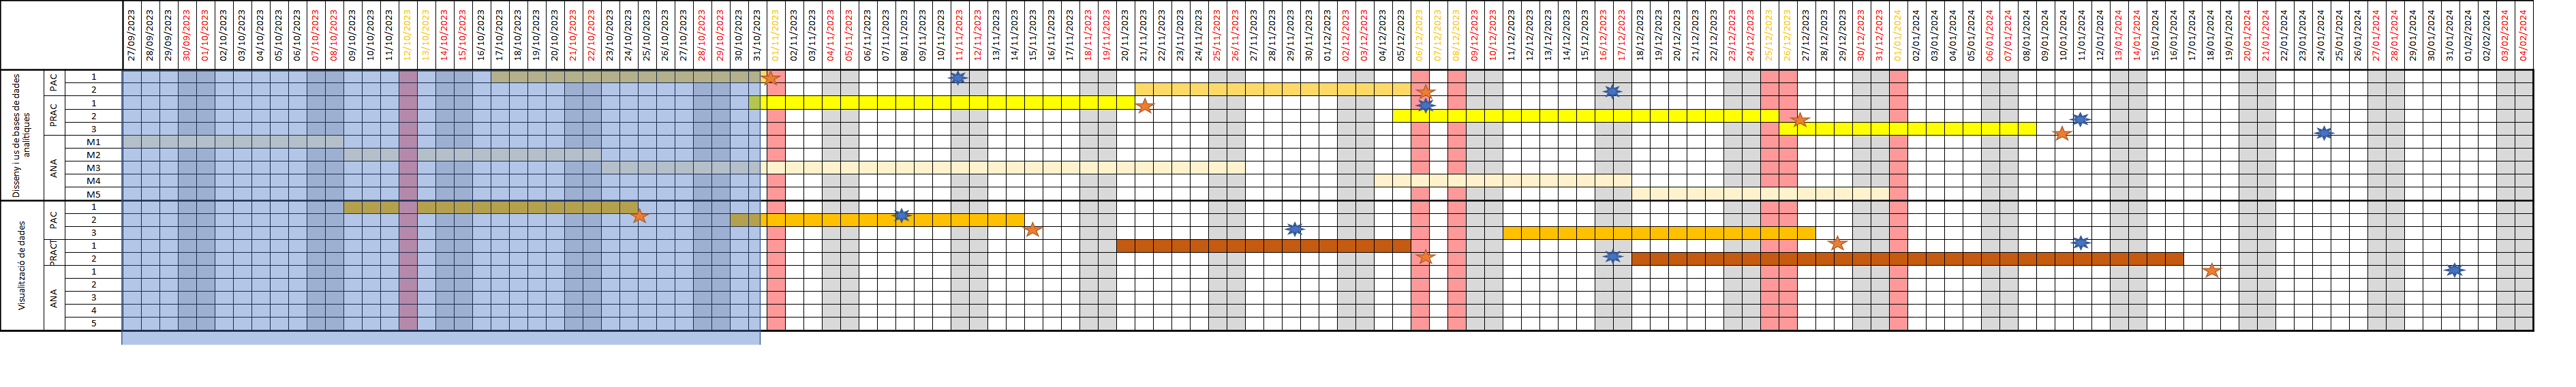 27/09/2023 28/09/2023 29/09/2023 30/09/2023 01/10/2023 02/10/2023 03/10/2023 04/10/2023 05/10/2023 06/10/2023 07/10/2023 08/10/2023 09/10/2023 10/10/2023 11/10/2023 12/10/2023 13/10/2023 14/10/2023 15/10/2023 16/10/2023 17/10/2023 18/10/2023 19/10/2023 20/10/2023 21/10/2023 22/10/2023 23/10/2023 24/10/2023 25/10/2023 26/10/2023 27/10/2023 28/10/2023 29/10/2023 30/10/2023 31/10/2023 01/11/2023 02/11/2023 03/11/2023 04/11/2023 05/11/2023 06/11/2023 07/11/2023 08/11/2023 09/11/2023 10/11/2023 11/11/2023 12/11/2023 13/11/2023 14/11/2023 15/11/2023 16/11/2023 17/11/2023 18/11/2023 19/11/2023 20/11/2023 21/11/2023 22/11/2023 23/11/2023 24/11/2023 25/11/2023 26/11/2023 27/11/2023 28/11/2023 29/11/2023 30/11/2023 01/12/2023 02/12/2023 03/12/2023 04/12/2023 05/12/2023 06/12/2023 07/12/2023 08/12/2023 09/12/2023 10/12/2023 11/12/2023 12/12/2023 13/12/2023 14/12/2023 15/12/2023 16/12/2023 17/12/2023 18/12/2023 19/12/2023 20/12/2023 21/12/2023 22/12/2023 23/12/2023 24/12/2023 25/12/2023 26/12/2023 27/12/2023 28/12/2023 29/12/2023 30/12/2023 31/12/2023 01/01/2024 02/01/2024 03/01/2024 04/01/2024 05/01/2024 06/01/2024 07/01/2024 08/01/2024 09/01/2024 10/01/2024 11/01/2024 12/01/2024 13/01/2024 14/01/2024 15/01/2024 16/01/2024 17/01/2024 18/01/2024 19/01/2024 20/01/2024 21/01/2024 22/01/2024 23/01/2024 24/01/2024 25/01/2024 26/01/2024 27/01/2024 28/01/2024 29/01/2024 30/01/2024 31/01/2024 01/02/2024 02/02/2024 03/02/2024 04/02/2024
Disseny i us de bases de dades
analítiques
PAC
1
2
PRAC
1
2
3
ANA
M1
M2
M3
M4
M5
Visualització de dades
PAC
1
2
3
PRACT
1
2
ANA
1
2
3
4
5